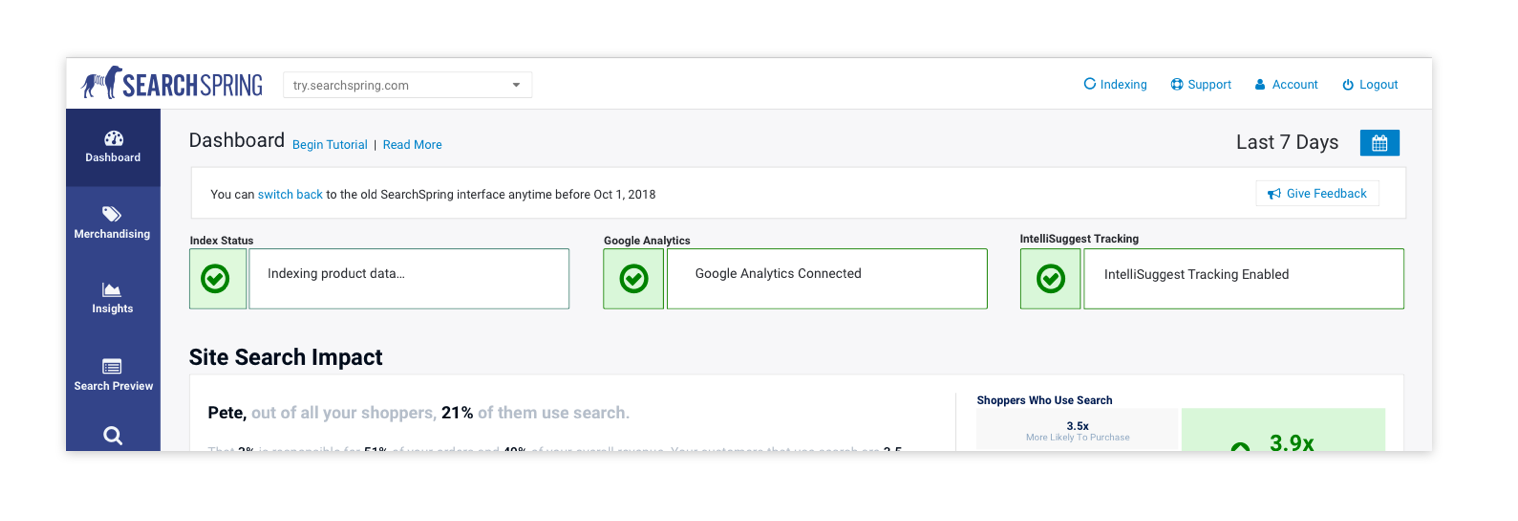 SEARCHSPRING
try.searchspring.com
Indexing
Support
Account
Logout
Dashboard
Merchandising
Insights
Search Preview
Dashboard Begin Tutorial | Read More
Last 7 Days
You can switch back to the old SearchSpring interface anytime before Oct 1, 2018
Give Feedback
Index Status
Indexing product data...
Google Analytics
Google Analytics Connected
IntelliSuggest Tracking
IntelliSuggest Tracking Enabled
Site Search Impact
Pete, out of all your shoppers, 21% of them use search.
That 2% is responsible for 51% of your orders and 49% of your overall revenue. Your customers that use search are 3.5
Shoppers Who Use Search
3.5x
More Likely To Purchase
3.9x